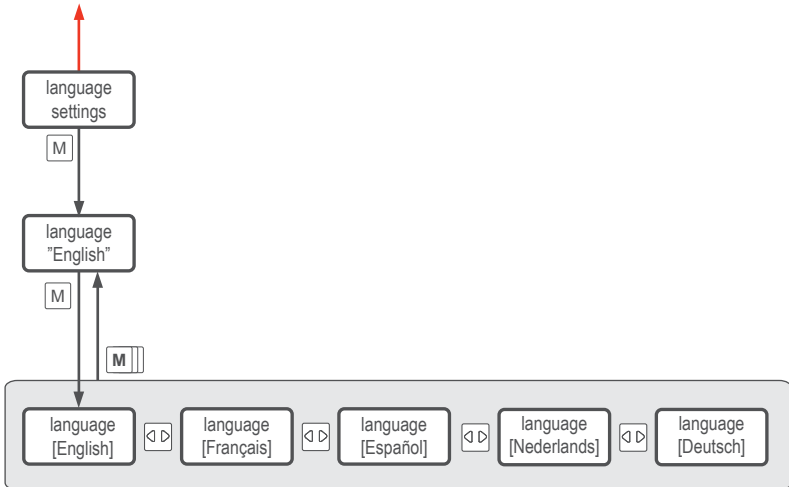 language
settings
M
language
”English”
M
M
language
[English]
language
[Français]
language
[Español]
language
[Nederlands]
language
[Deutsch]